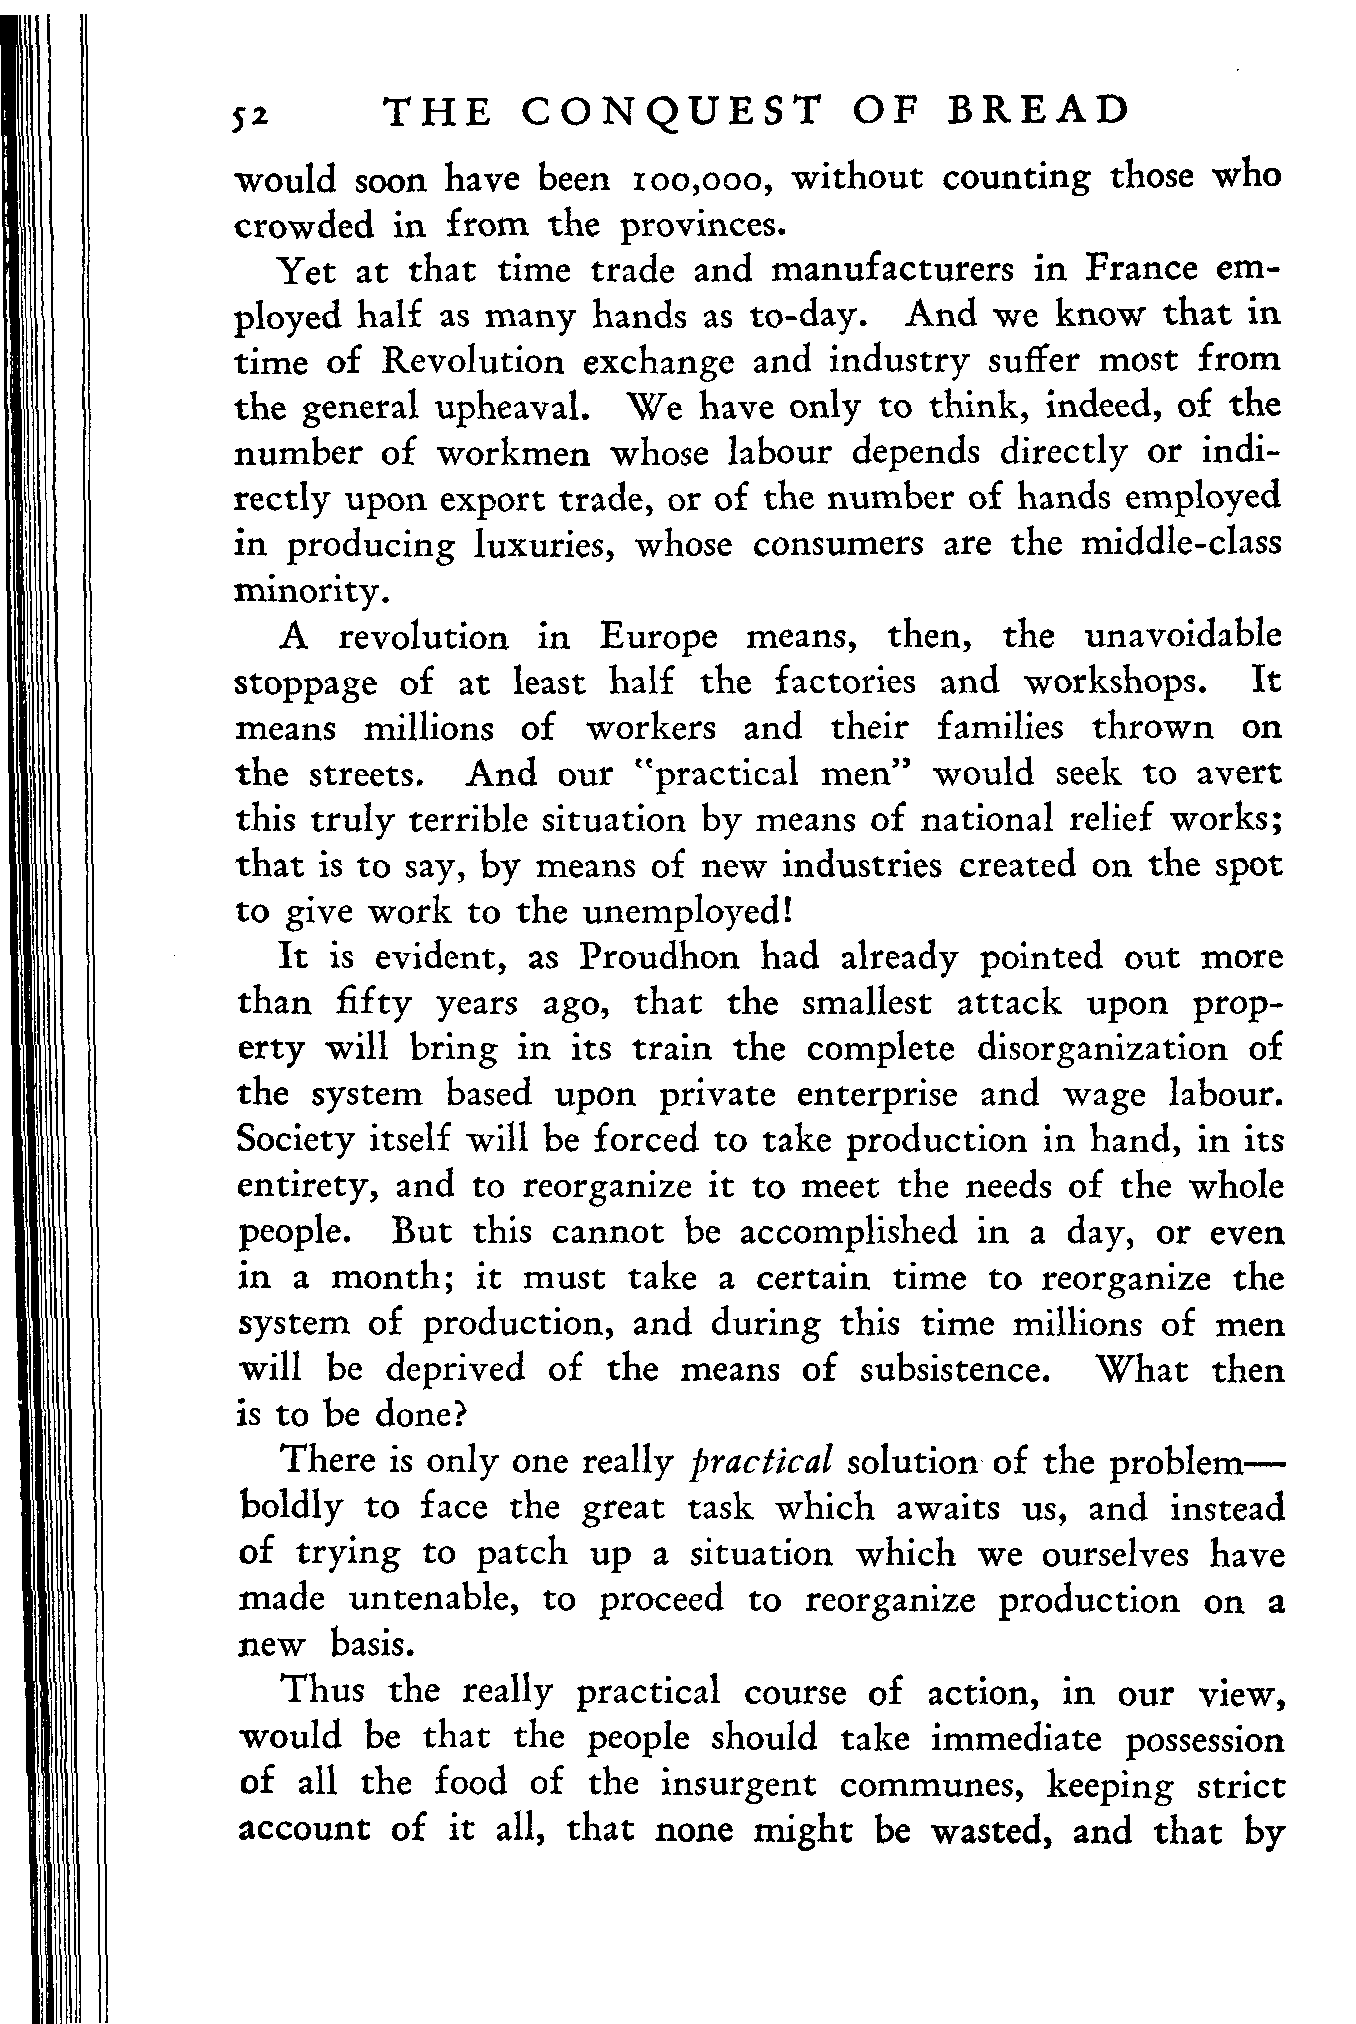 52 THE CONQUEST OF BREAD
would soon have been 100,000, without counting those who
crowded in from the provinces.
Yet at that time trade and manufacturers in France em-
ployed half as many hands as to-day. And we know that in
time of Revolution exchange and industry suffer most from
the general upheaval. We have only to think, indeed, of the
number of workmen whose labour depends directly or indi-
rectly upon export trade, or of the number of hands employed
in producing luxuries, whose consumers are the middle-class
minority.
A revolution in Europe means, then, the unavoidable
stoppage of at least half the factories and workshops. It
means millions of workers and their families thrown on
the streets. And our "practical men" would seek to avert
this truly terrible situation by means of national relief works;
that is to say, by means of new industries created on the spot
to give work to the unemployed!
It is evident, as Proudhon had already pointed out more
than fifty years ago, that the smallest attack upon prop-
erty will bring in its train the complete disorganization of
the system based upon private enterprise and wage labour.
Society itself will be forced to take production in hand, in its
entirety, and to reorganize it to meet the needs of the whole
people. But this cannot be accomplished in a day, or even
in a month; it must take a certain time to reorganize the
system of production, and during this time millions of men
will be deprived of the means of subsistence. What then
is to be done?
There is only one really practical solution of the problem—
boldly to face the great task which awaits us, and instead
of trying to patch up a situation which we ourselves have
made untenable, to proceed to reorganize production on a
new basis.
Thus the really practical course of action, in our view,
would be that the people should take immediate possession
of all the food of the insurgent communes, keeping strict
account of it all, that none might be wasted, and that by